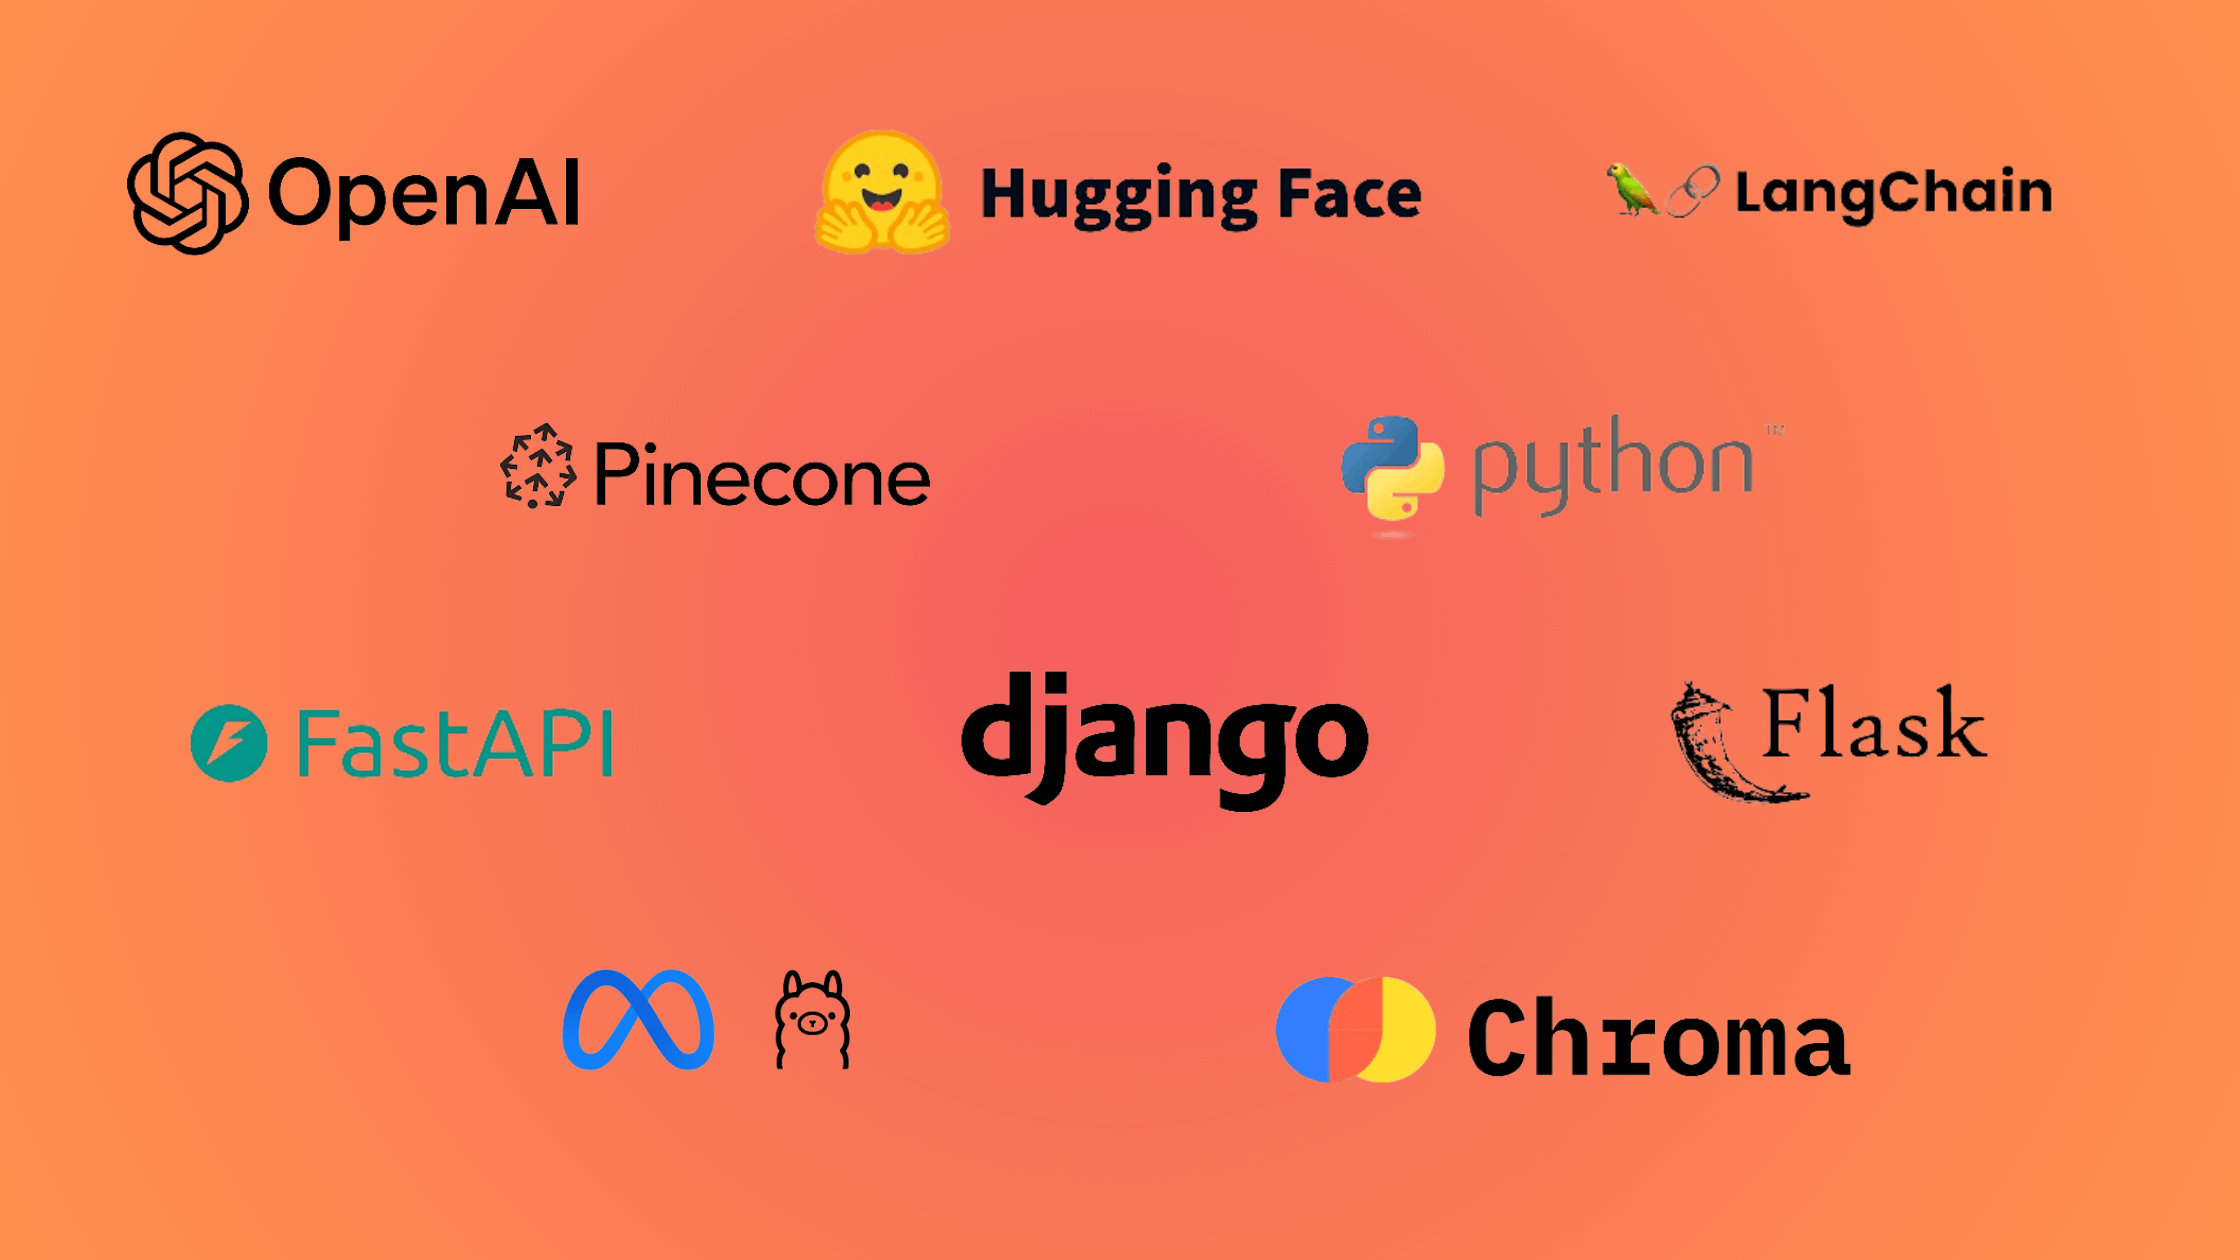 OpenAI
Hugging Face
LangChain
Pinecone
python
FastAPI
django
Flask
Chroma